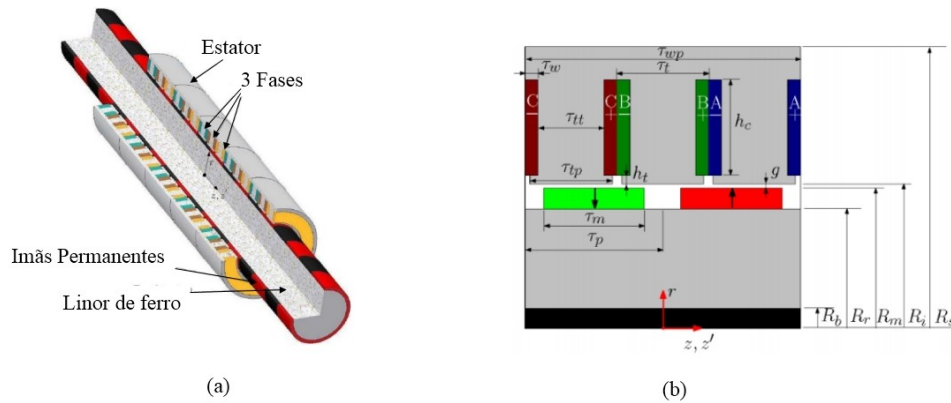 Estator
3 Fases
Imãs Permanentes
Linor de ferro
r
z, z'
(a)
τwp
τw
τt
C
C
B
B
A
A
−
+
−
+
−
+
hc
τtt
τtp
ht
g
τm
τp
r
z, z′
Rb
Rr
Rm
Ri
Rs
(b)